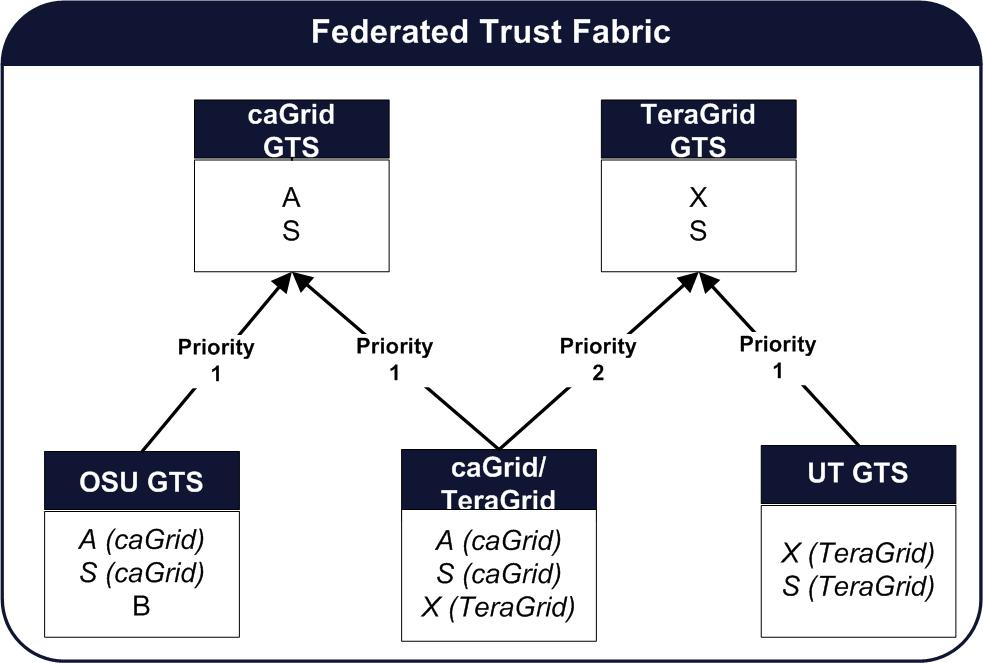 Federated Trust Fabric
caGrid
GTS
A
S
TeraGrid
GTS
X
S
Priority
1
Priority
1
Priority
2
Priority
1
OSU GTS
A (caGrid)
S (caGrid)
B
caGrid/
TeraGrid
A (caGrid)
S (caGrid)
X (TeraGrid)
UT GTS
X (TeraGrid)
S (TeraGrid)